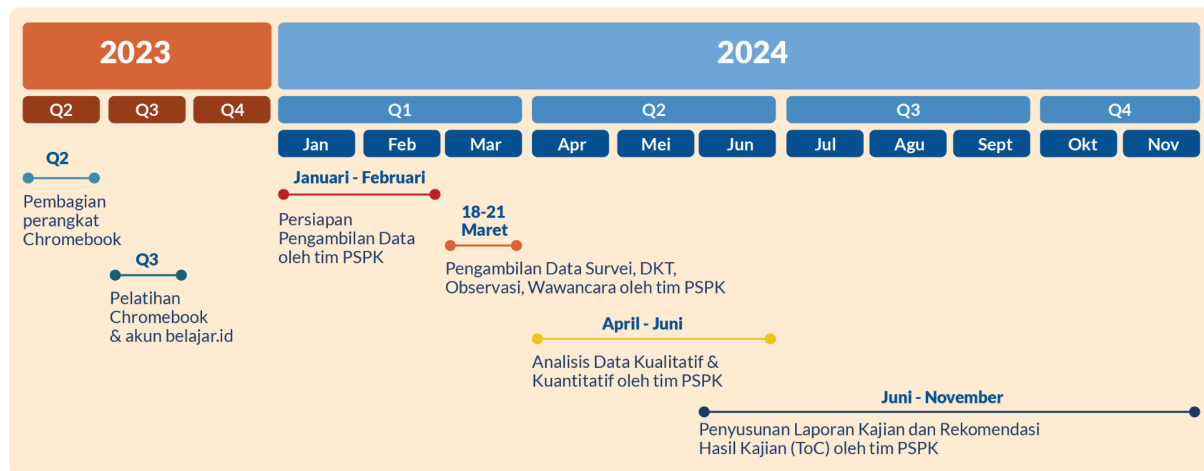 2023
2024
Q2
Q3
Q4
Q1
Q2
Q3
Q4
Jan
Feb
Mar
Apr
Mei
Jun
Jul
Agu
Sept
Okt
Nov
Q2
Pembagian
perangkat
Chromebook
Q3
Pelatihan
Chromebook
& akun belajar.id
Januari - Februari
Persiapan
Pengambilan Data
oleh tim PSPK
18-21
Maret
Pengambilan Data Survei, DKT,
Observasi, Wawancara oleh tim PSPK
April - Juni
Analisis Data Kualitatif &
Kuantitatif oleh tim PSPK
Juni - November
Penyusunan Laporan Kajian dan Rekomendasi
Hasil Kajian (ToC) oleh tim PSPK